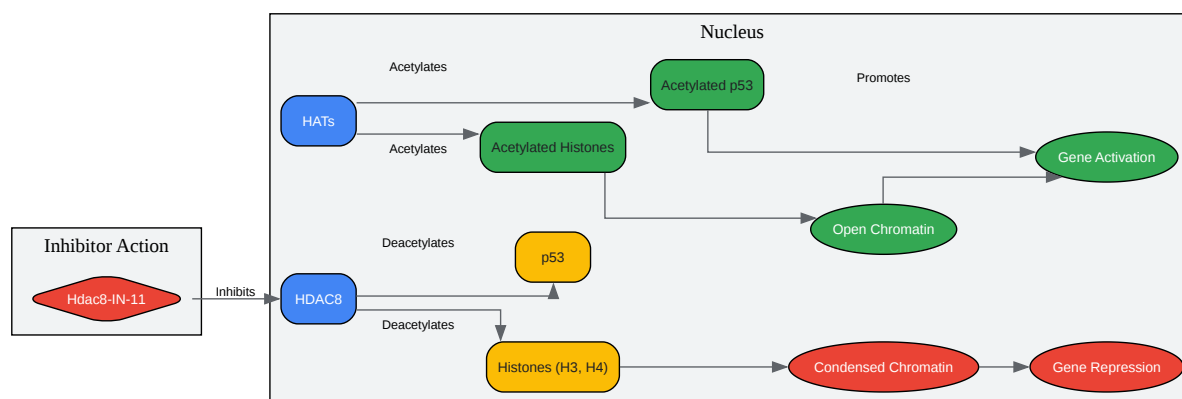 Nucleus
Acetylates
Acetylated p53
Promotes
HATs
Acetylates
Acetylated Histones
Gene Activation
Open Chromatin
Inhibitor Action
Hdac8-IN-11
Inhibits
Deacetylates
p53
HDAC8
Deacetylates
Histones (H3, H4)
Condensed Chromatin
Gene Repression